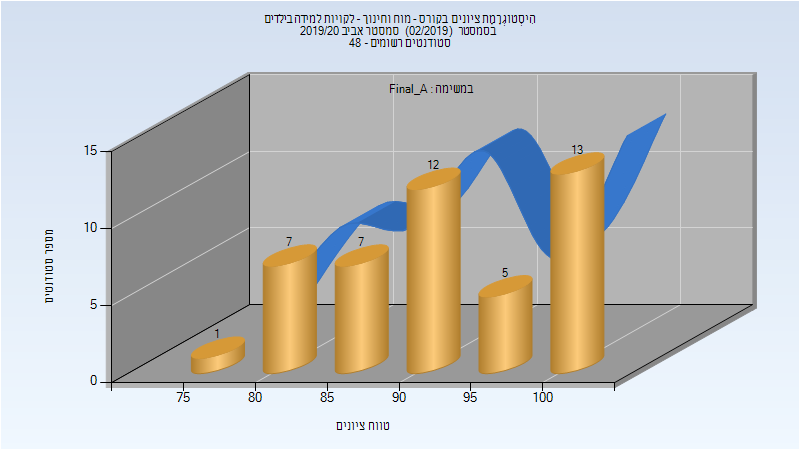 היסטוגרמת ציונים בקורס - מוח וחינוך - לקויות למידה בילדים
בסמסטר (02/2019) סמסטר אביב 2019/20
סטודנטים רשומים - 48
במשימה : Final_A
15
10
5
0
מספר סטודנטים
1
7
7
12
5
13
75
80
85
90
95
100
טווח ציונים